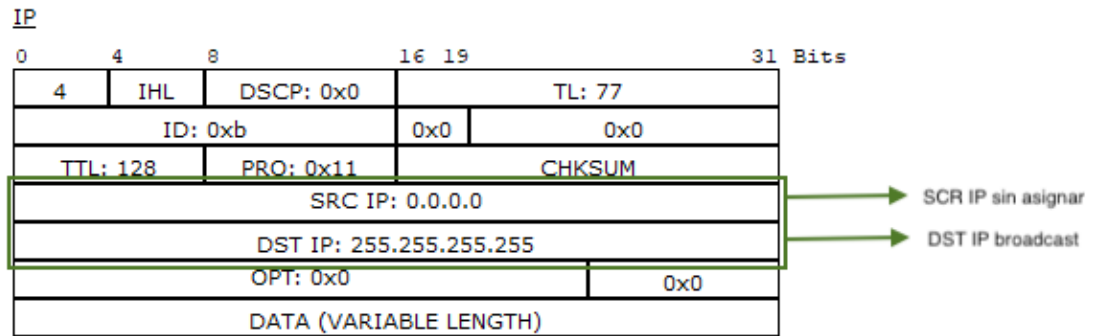 IP
0 4 8 16 19 31 Bits
4 IHL DSCP: 0x0 TL: 77
ID: 0xb 0x0 0x0
TTL: 128 PRO: 0x11 CHKSUM
SRC IP: 0.0.0.0 SCR IP sin asignar
DST IP: 255.255.255.255 DST IP broadcast
OPT: 0x0 0x0
DATA (VARIABLE LENGTH)